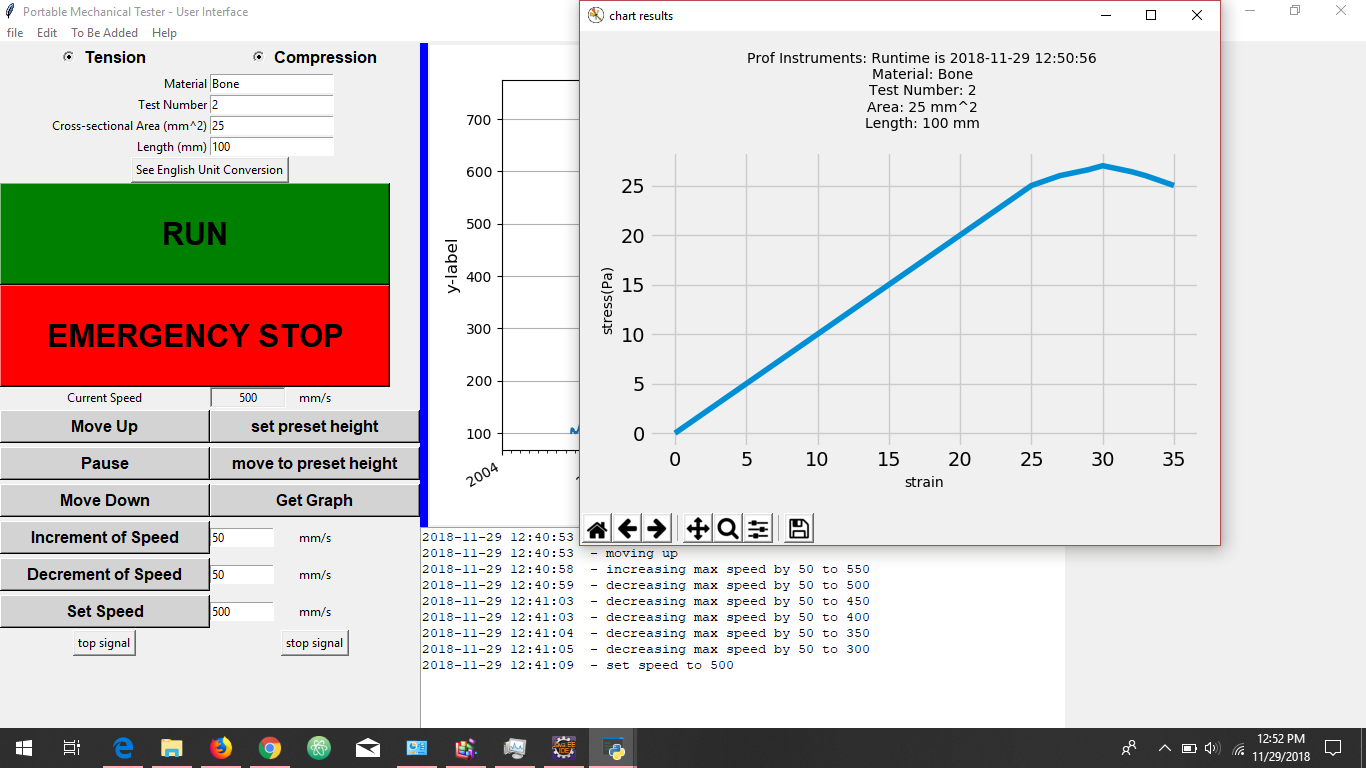 Portable Mechanical Tester - User Interface
file Edit To Be Added Help
Tension Compression
Material Bone
Test Number 2
Cross-sectional Area (mm^2) 25
Length (mm) 100
See English Unit Conversion
RUN
EMERGENCY STOP
Current Speed 500 mm/s
Move Up set preset height
Pause move to preset height
Move Down Get Graph
Increment of Speed 50 mm/s
Decrement of Speed 50 mm/s
Set Speed 500 mm/s
top signal stop signal
y-label
700
600
500
400
300
200
100
2004
chart results
Prof Instruments: Runtime is 2018-11-29 12:50:56
Material: Bone
Test Number: 2
Area: 25 mm^2
Length: 100 mm
stress(Pa)
25
20
15
10
5
0
0 5 10 15 20 25 30 35
strain
2018-11-29 12:40:53
2018-11-29 12:40:53 - moving up
2018-11-29 12:40:58 - increasing max speed by 50 to 550
2018-11-29 12:40:59 - decreasing max speed by 50 to 500
2018-11-29 12:41:03 - decreasing max speed by 50 to 450
2018-11-29 12:41:03 - decreasing max speed by 50 to 400
2018-11-29 12:41:04 - decreasing max speed by 50 to 350
2018-11-29 12:41:05 - decreasing max speed by 50 to 300
2018-11-29 12:41:09 - set speed to 500
12:52 PM
11/29/2018